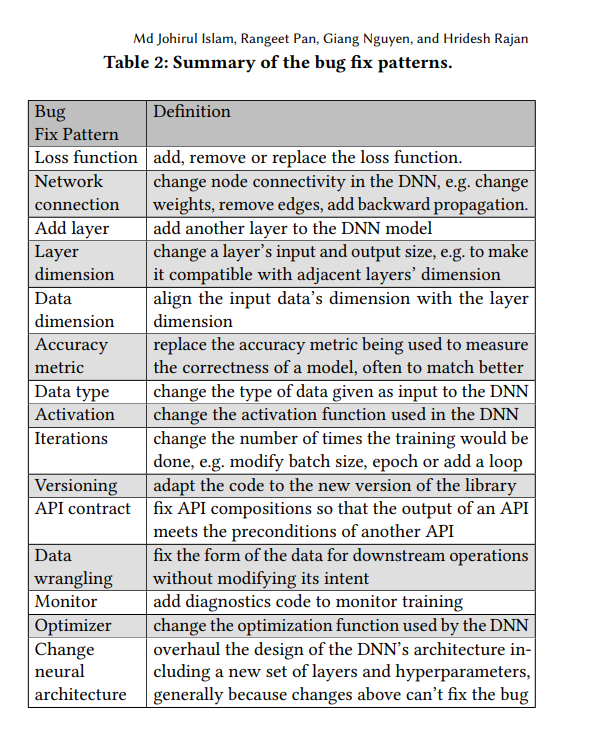 Md Johirul Islam, Rangeet Pan, Giang Nguyen, and Hridesh Rajan
Table 2: Summary of the bug fix patterns.
Bug
Fix Pattern
Definition
Loss function
add, remove or replace the loss function.
Network
connection
change node connectivity in the DNN, e.g. change
weights, remove edges, add backward propagation.
Add layer
add another layer to the DNN model
Layer
dimension
change a layer's input and output size, e.g. to make
it compatible with adjacent layers' dimension
Data
dimension
align the input data's dimension with the layer
dimension
Accuracy
metric
replace the accuracy metric being used to measure
the correctness of a model, often to match better
Data type
change the type of data given as input to the DNN
Activation
change the activation function used in the DNN
Iterations
change the number of times the training would be
done, e.g. modify batch size, epoch or add a loop
Versioning
adapt the code to the new version of the library
API contract
fix API compositions so that the output of an API
meets the preconditions of another API
Data
wrangling
fix the form of the data for downstream operations
without modifying its intent
Monitor
add diagnostics code to monitor training
Optimizer
change the optimization function used by the DNN
Change
neural
architecture
overhaul the design of the DNN's architecture in-
cluding a new set of layers and hyperparameters,
generally because changes above can't fix the bug